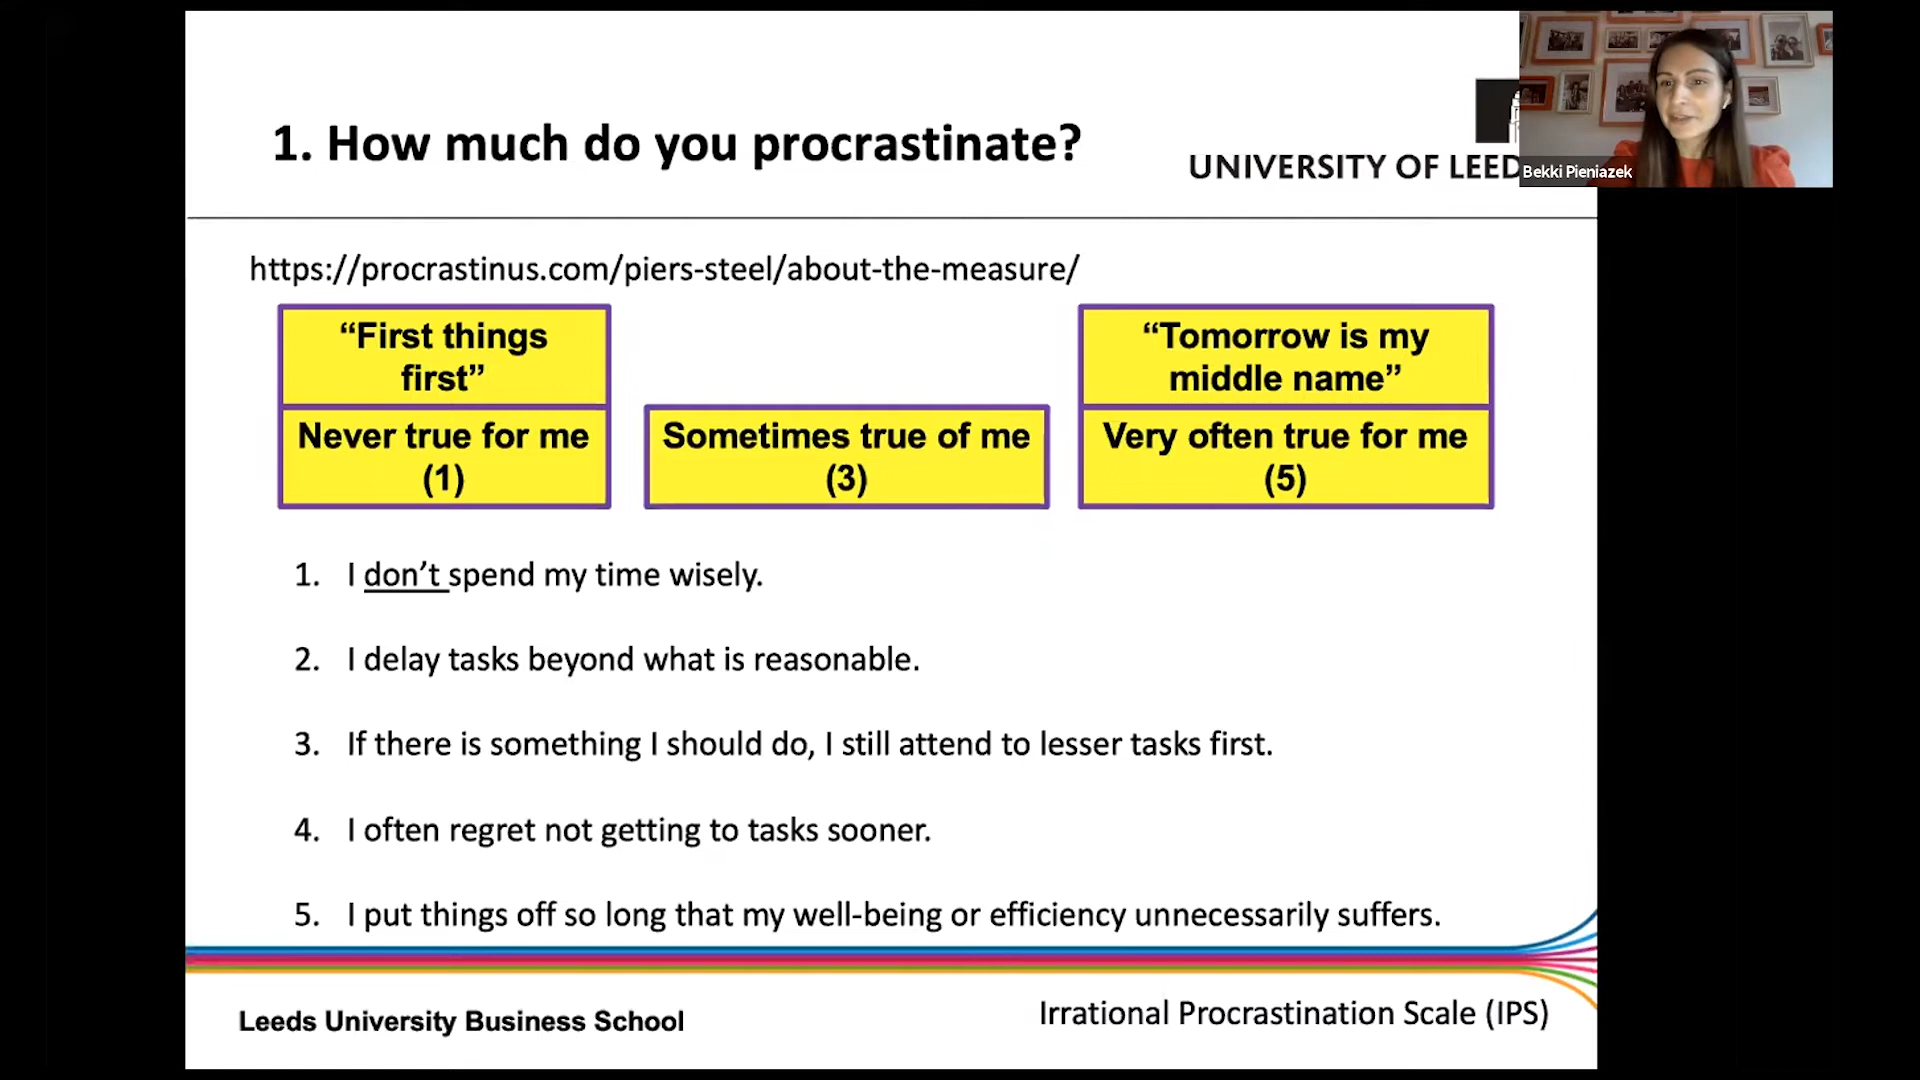 1. How much do you procrastinate?
UNIVERSITY OF LEED
Bekki Pieniazek
https://procrastinus.com/piers-steel/about-the-measure/
“First things
first”
“Tomorrow is my
middle name”
Never true for me
(1)
Sometimes true of me
(3)
Very often true for me
(5)
1. I don’t spend my time wisely.
2. I delay tasks beyond what is reasonable.
3. If there is something I should do, I still attend to lesser tasks first.
4. I often regret not getting to tasks sooner.
5. I put things off so long that my well-being or efficiency unnecessarily suffers.
Leeds University Business School
Irrational Procrastination Scale (IPS)